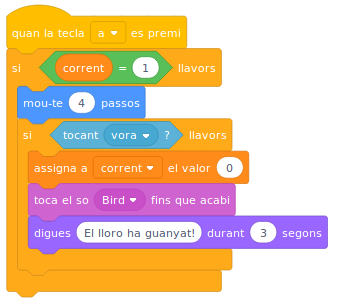 quan la tecla a es premi
si corrent = 1 llavors
mou-te 4 passos
si tocant vora ? llavors
assigna a corrent el valor 0
toca el so Bird fins que acabi
digues El lloro ha guanyat! durant 3 segons